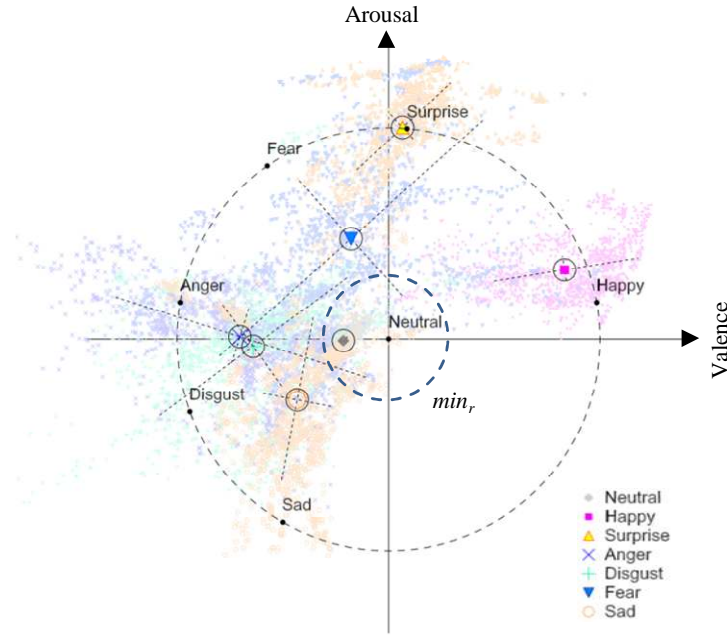 Arousal
Surprise
Fear
Anger
Happy
Neutral
Valence
Disgust
min_r
Sad
Neutral
Happy
Surprise
Anger
Disgust
Fear
Sad